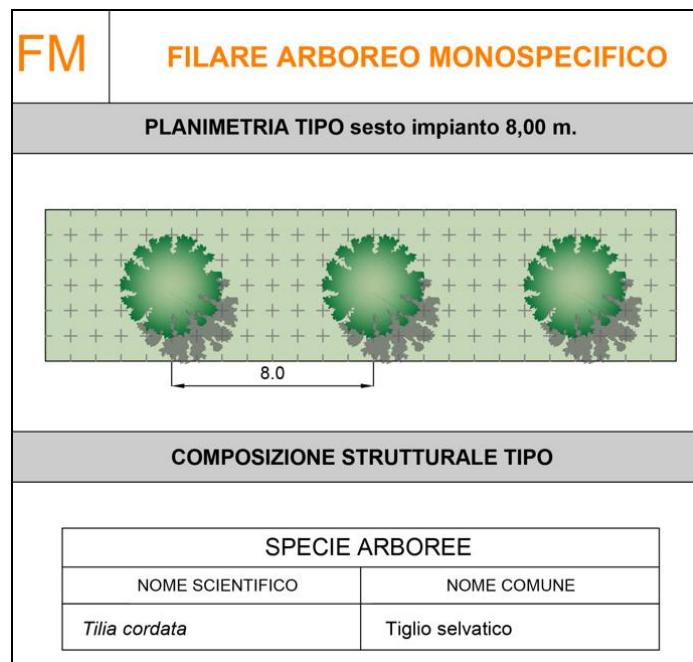 FM
FILARE ARBOREO MONOSPECIFICO
PLANIMETRIA TIPO sesto impianto 8,00 m.
8.0
COMPOSIZIONE STRUTTURALE TIPO
SPECIE ARBOREE
NOME SCIENTIFICO NOME COMUNE
Tilia cordata Tiglio selvatico